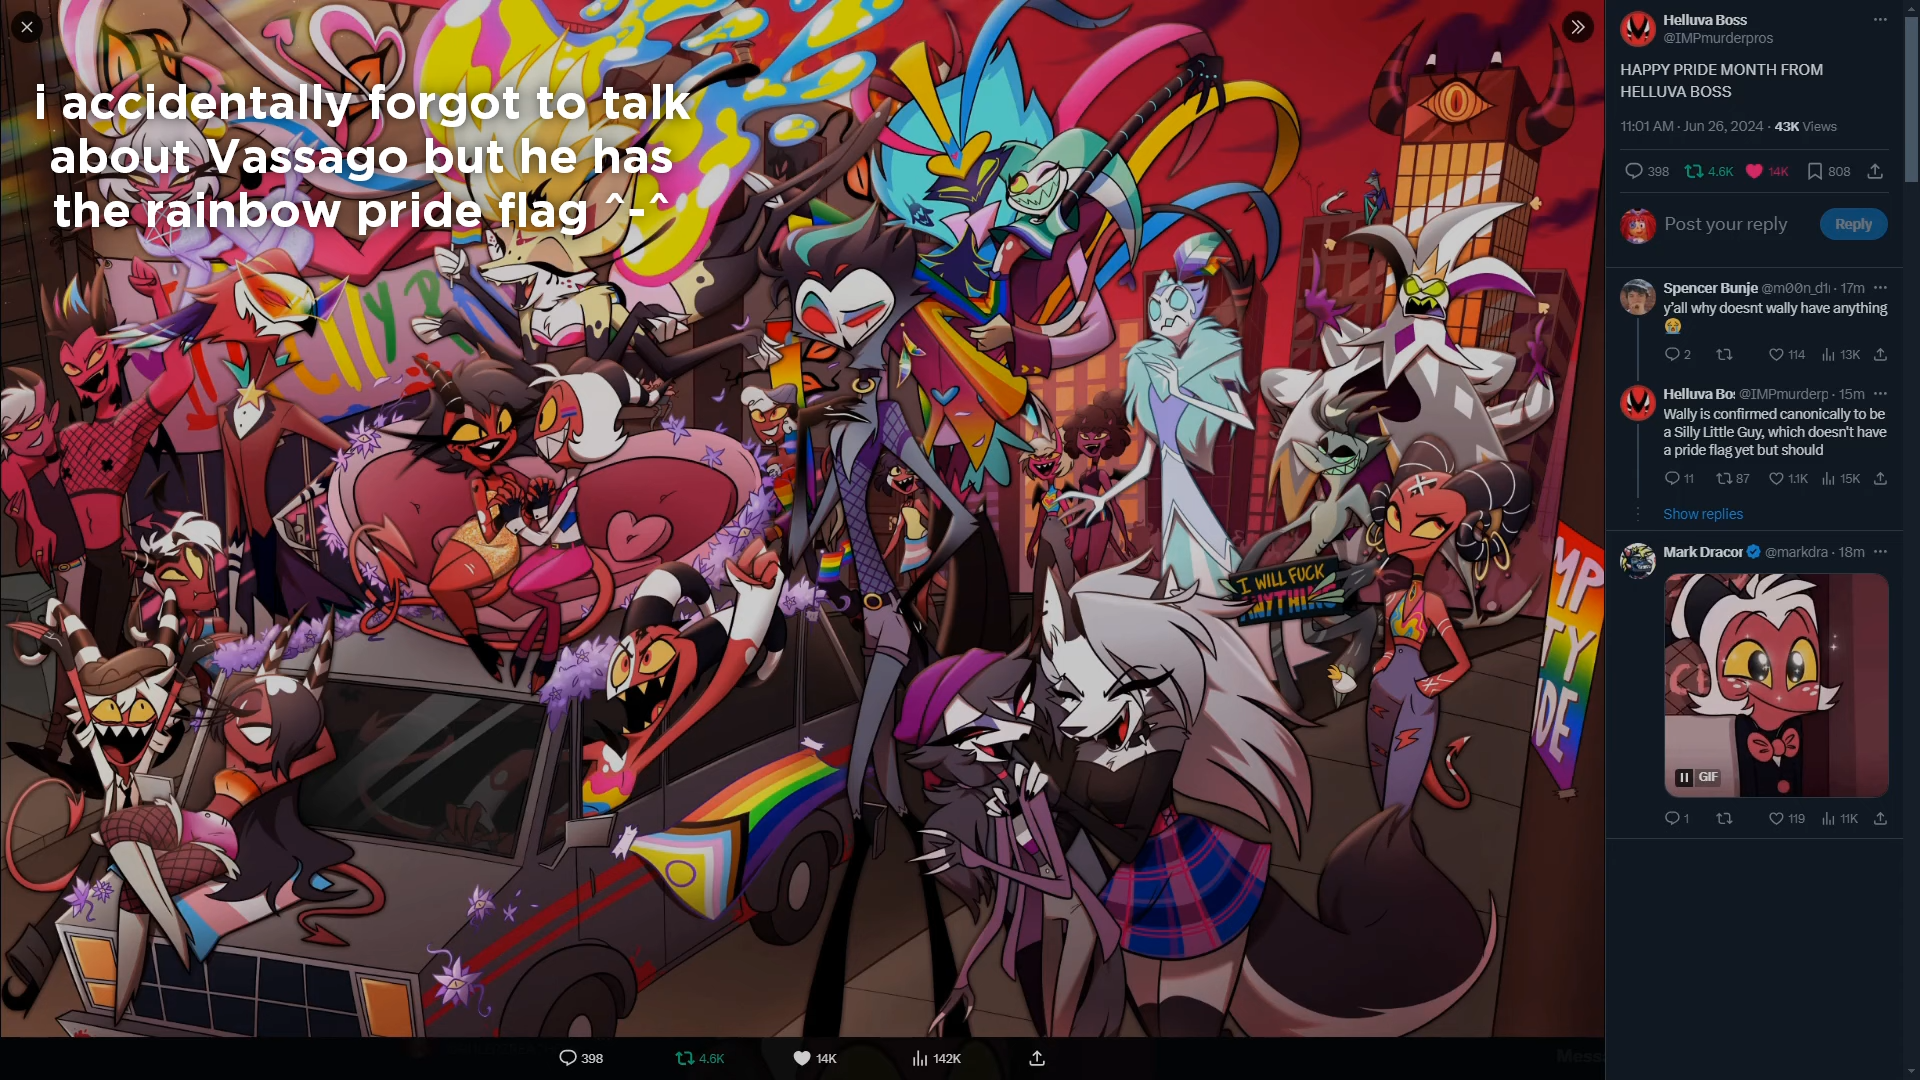 i accidentally forgot to talk
about Vassago but he has
the rainbow pride flag ^-^
I WILL FUCK
ANYTHING
MP
TY
IDE
398
4.6K
14K
142K
Helluva Boss
@IMPmurderpros
HAPPY PRIDE MONTH FROM
HELLUVA BOSS
11:01 AM · Jun 26, 2024 · 43K Views
398 4.6K 14K 808
Post your reply
Reply
Spencer Bunje @m00n_d1 · 17m
y'all why doesnt wally have anything
😭
2 114 13K
Helluva Bo @IMPmurderp · 15m
Wally is confirmed canonically to be
a Silly Little Guy, which doesn't have
a pride flag yet but should
11 87 1.1K 15K
Show replies
Mark Dracor @markdra · 18m
GIF
1 119 11K